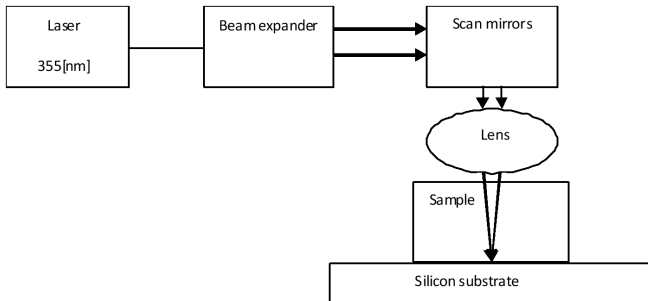 Laser
355[nm]
Beam expander
Scan mirrors
Lens
Sample
Silicon substrate